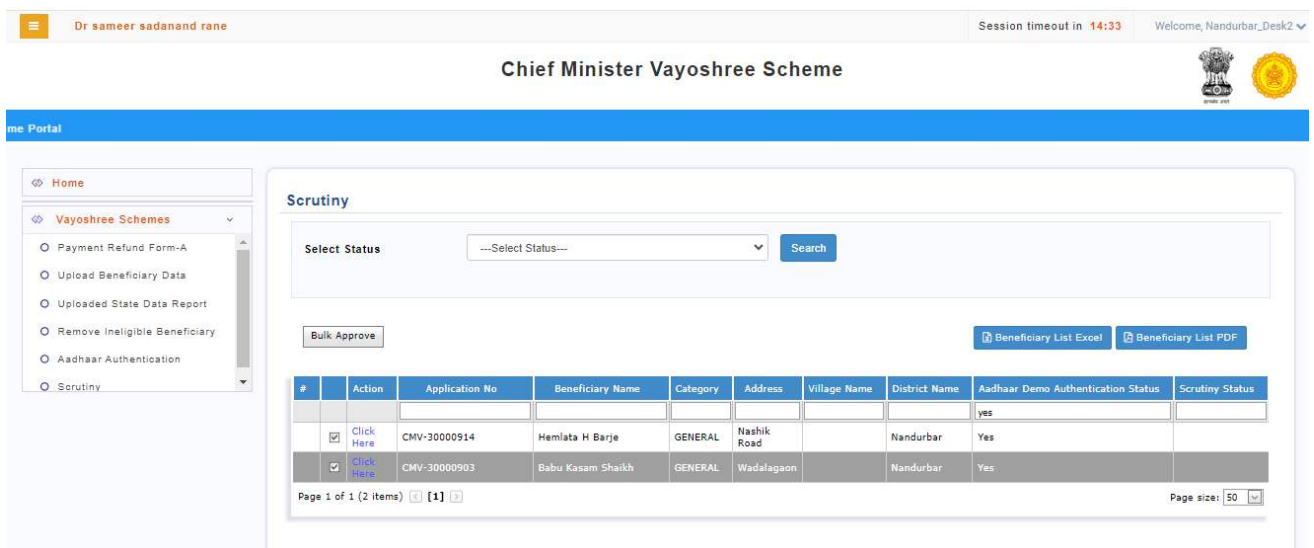 Dr sameer sadanand rane
Session timeout in 14:33
Welcome, Nandurbar_Desk2
Chief Minister Vayoshree Scheme
me Portal
Home
Vayoshree Schemes
Payment Refund Form-A
Upload Beneficiary Data
Uploaded State Data Report
Remove Ineligible Beneficiary
Aadhaar Authentication
Scrutiny
Scrutiny
Select Status ---Select Status--- Search
Bulk Approve
Beneficiary List Excel Beneficiary List PDF
# Action Application No Beneficiary Name Category Address Village Name District Name Aadhaar Demo Authentication Status Scrutiny Status
yes
Click Here CMV-30000914 Hemlata H Barje GENERAL Nashik Road Nandurbar Yes
Click Here CMV-30000903 Babu Kasam Shaikh GENERAL Wadalagaon Nandurbar Yes
Page 1 of 1 (2 items) [1] Page size: 50